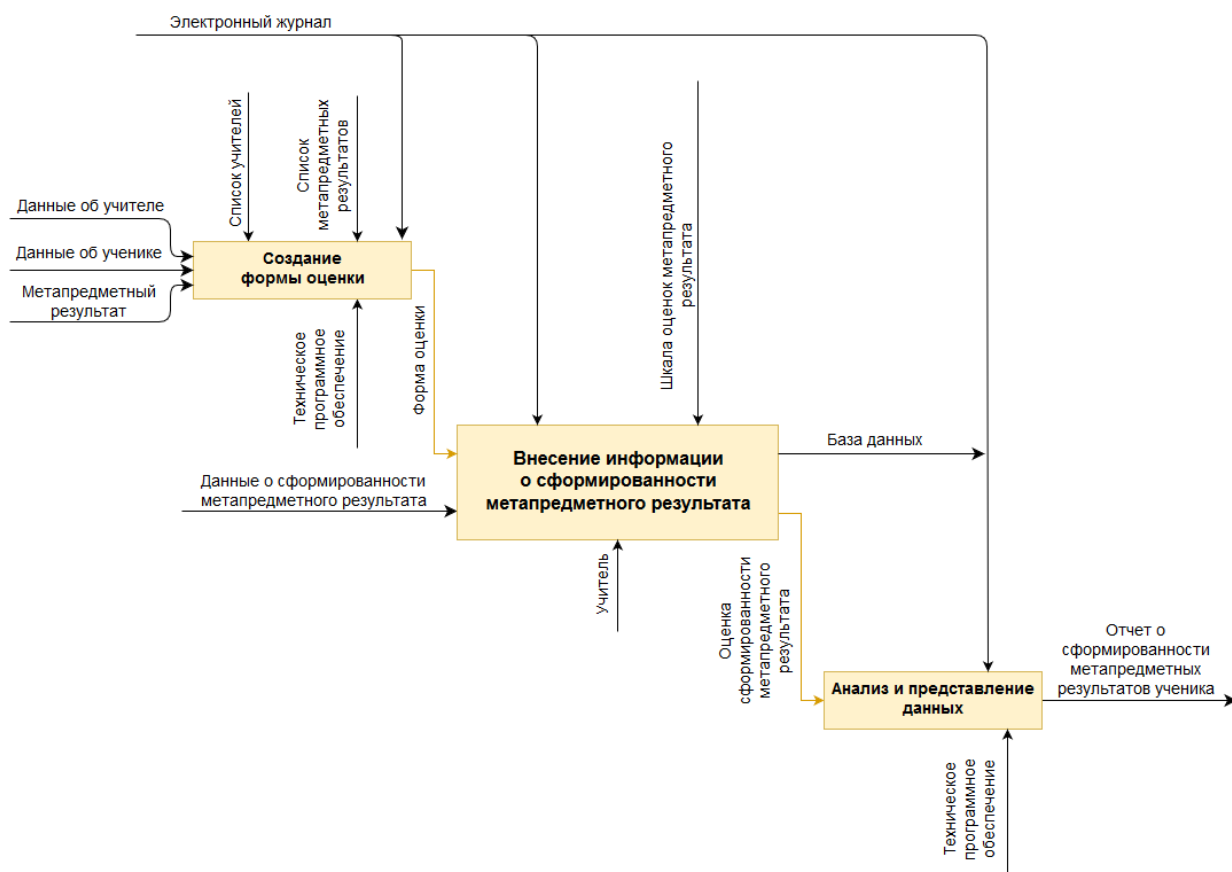 Электронный журнал
Список учителей
Список
метапредметных
результатов
Шкала оценок метапредметного
результата
Данные об учителе
Данные об ученике
Метапредметный
результат
Создание
формы оценки
Техническое
программное
обеспечение
Форма оценки
Данные о сформированности
метапредметного результата
Внесение информации
о сформированности
метапредметного результата
База данных
Учитель
Оценка
сформированности
метапредметного
результата
Анализ и представление
данных
Отчет о
сформированности
метапредметных
результатов ученика
Техническое
программное
обеспечение